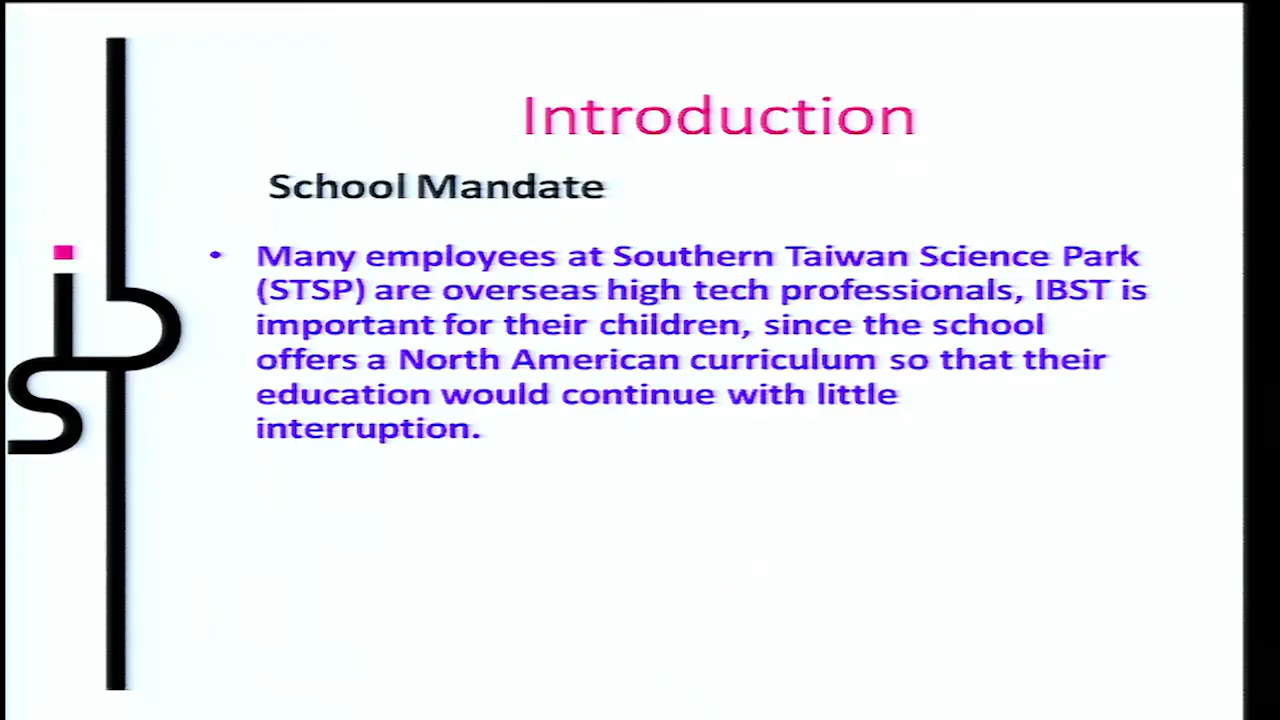 Introduction
School Mandate
• Many employees at Southern Taiwan Science Park
(STSP) are overseas high tech professionals, IBST is
important for their children, since the school
offers a North American curriculum so that their
education would continue with little
interruption.
ibs